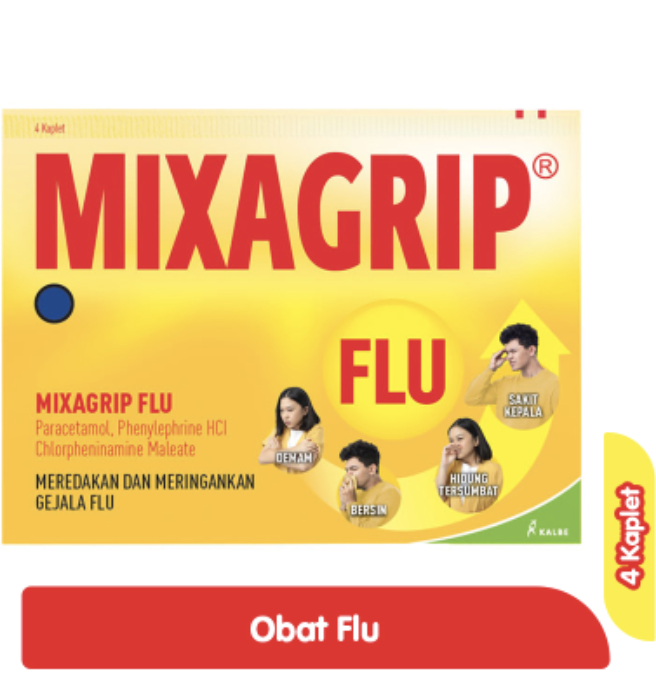 4 Kaplet
MIXAGRIP®
FLU
SAKIT
KEPALA
MIXAGRIP FLU
Paracetamol, Phenylephrine HCl
Chlorpheninamine Maleate
DEMAM
HIDUNG
TERSUMBAT
MEREDAKAN DAN MERINGANKAN
GEJALA FLU
BERSIN
KALBE
4 Kaplet
Obat Flu